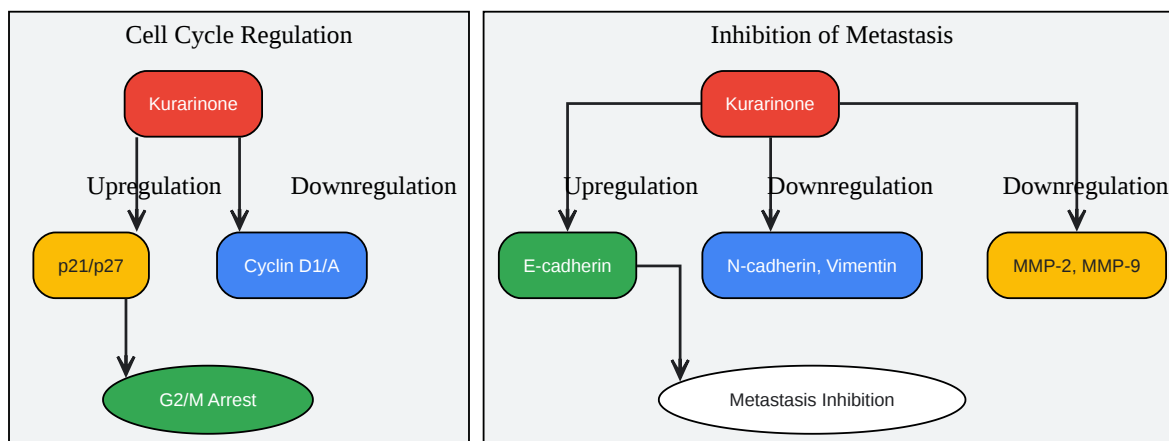 Cell Cycle Regulation
Kurarinone
Upregulation
Downregulation
p21/p27
Cyclin D1/A
G2/M Arrest
Inhibition of Metastasis
Kurarinone
Upregulation
Downregulation
Downregulation
E-cadherin
N-cadherin, Vimentin
MMP-2, MMP-9
Metastasis Inhibition